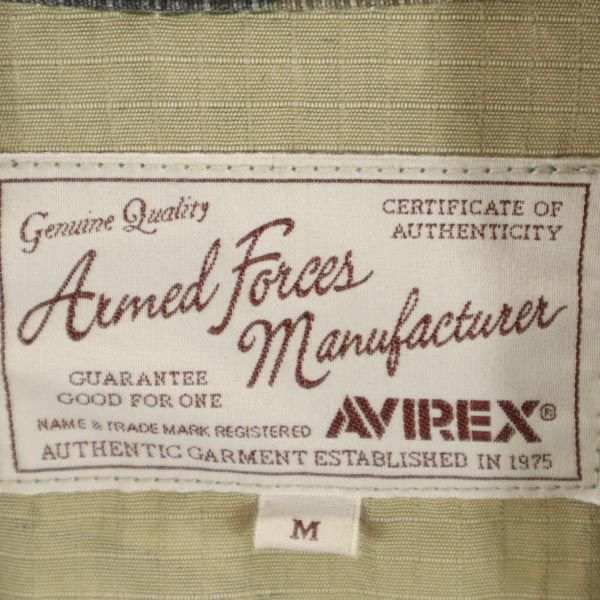 Genuine Quality
CERTIFICATE OF
AUTHENTICITY
Armed Forces
Manufacturer
GUARANTEE
GOOD FOR ONE
NAME & TRADE MARK REGISTERED
AVIREX®
AUTHENTIC GARMENT ESTABLISHED IN 1975
M